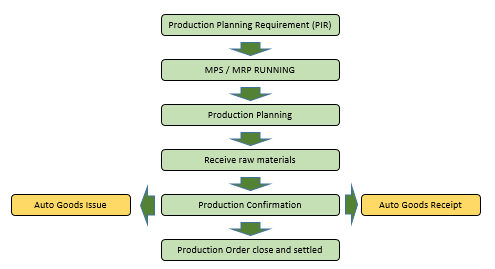 Production Planning Requirement (PIR)
MPS / MRP RUNNING
Production Planning
Receive raw materials
Auto Goods Issue
Production Confirmation
Auto Goods Receipt
Production Order close and settled